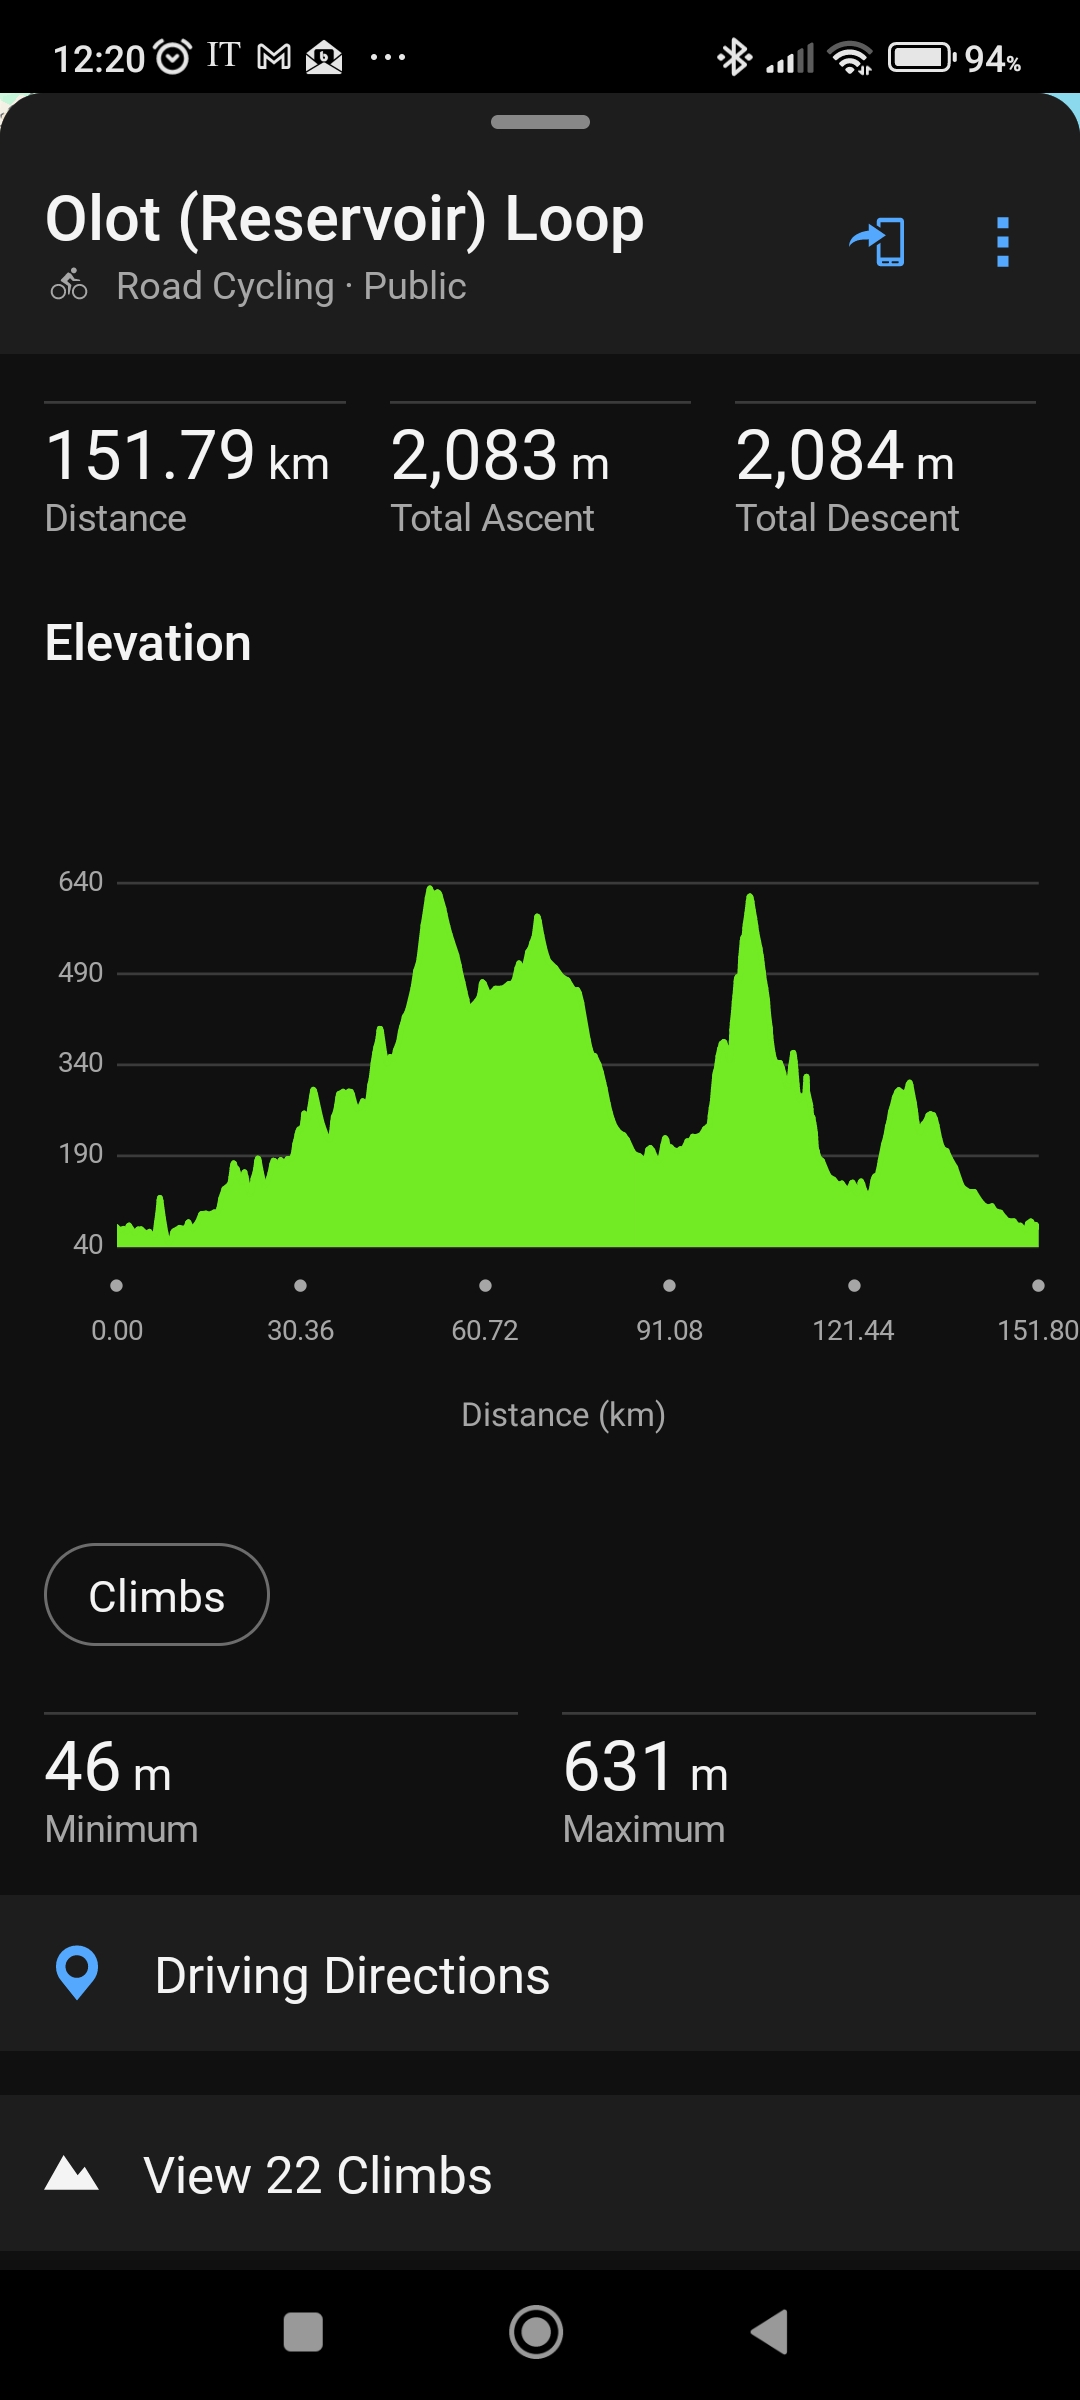 12:20 IT ... 94%
Olot (Reservoir) Loop
Road Cycling · Public
151.79 km 2,083 m 2,084 m
Distance Total Ascent Total Descent
Elevation
640
490
340
190
40
0.00 30.36 60.72 91.08 121.44 151.80
Distance (km)
Climbs
46 m 631 m
Minimum Maximum
Driving Directions
View 22 Climbs